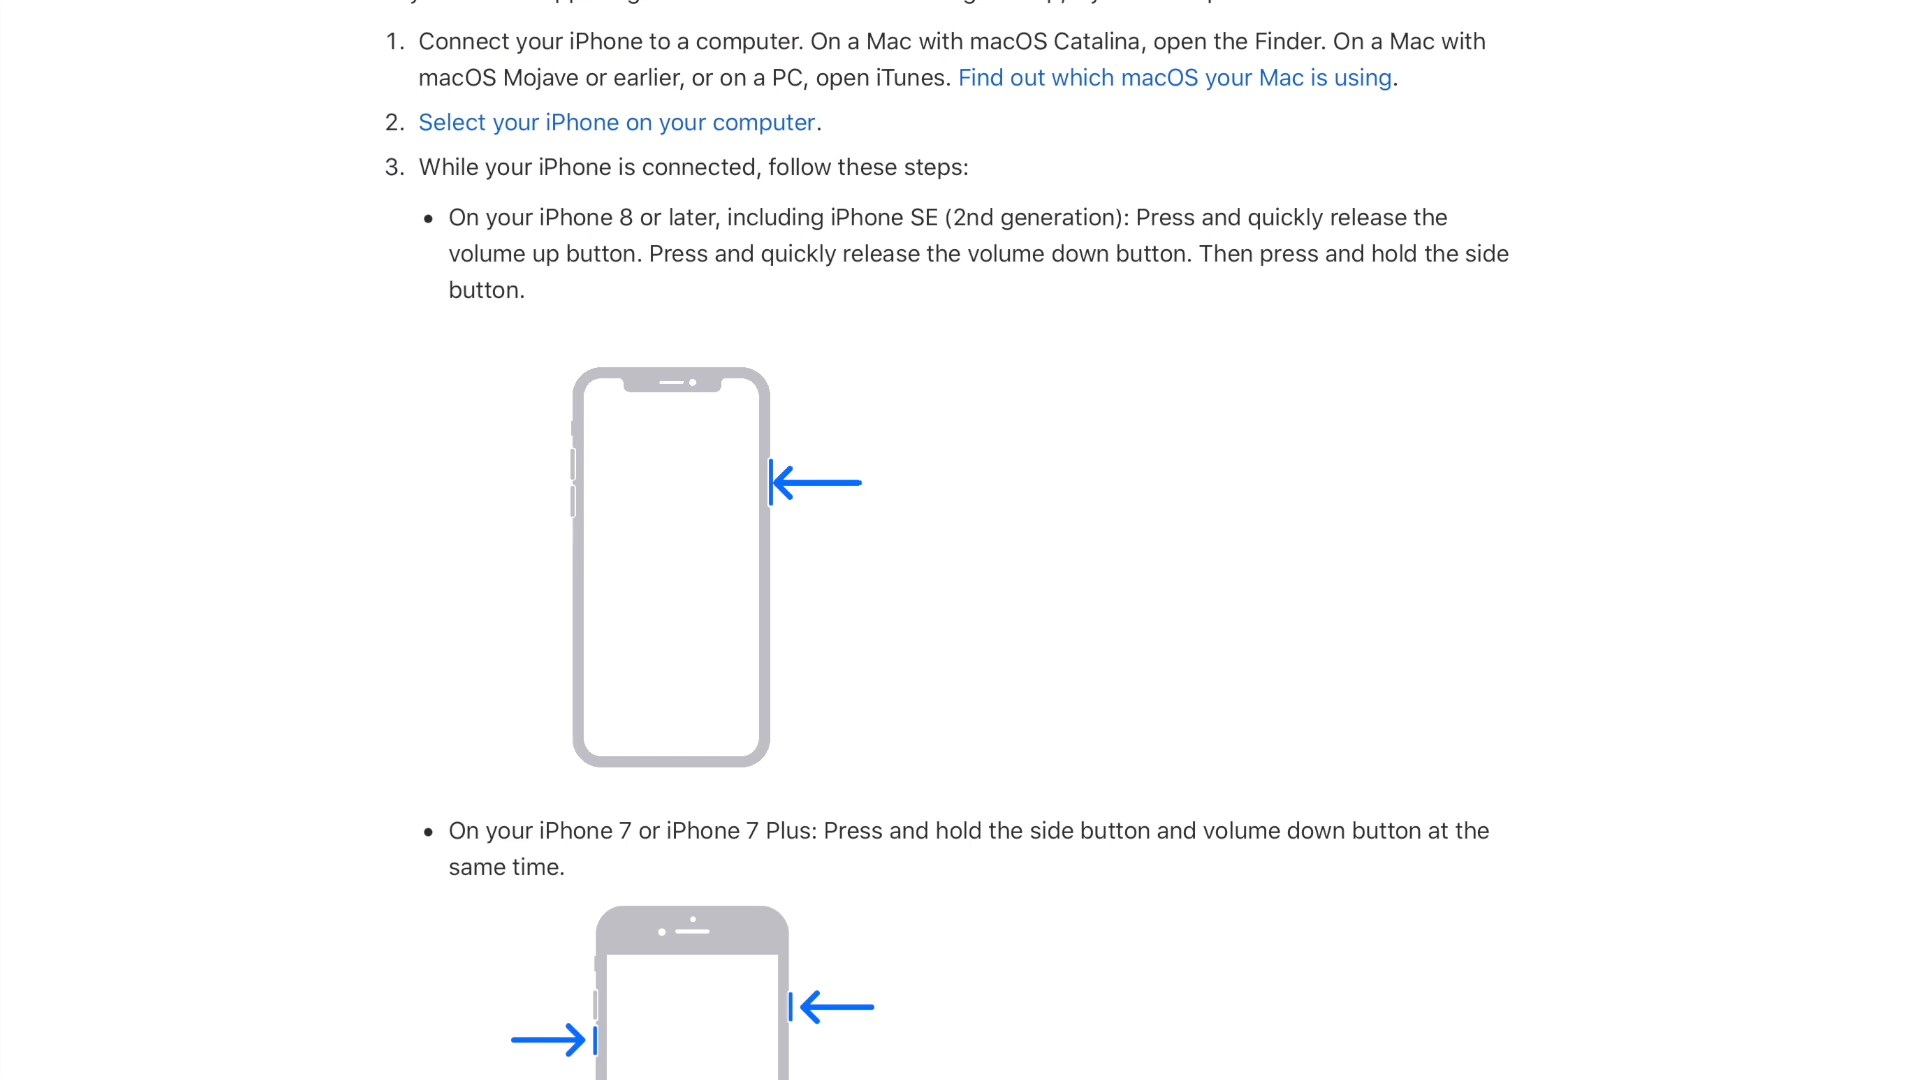 1. Connect your iPhone to a computer. On a Mac with macOS Catalina, open the Finder. On a Mac with
macOS Mojave or earlier, or on a PC, open iTunes. Find out which macOS your Mac is using.
2. Select your iPhone on your computer.
3. While your iPhone is connected, follow these steps:
• On your iPhone 8 or later, including iPhone SE (2nd generation): Press and quickly release the
volume up button. Press and quickly release the volume down button. Then press and hold the side
button.
• On your iPhone 7 or iPhone 7 Plus: Press and hold the side button and volume down button at the
same time.